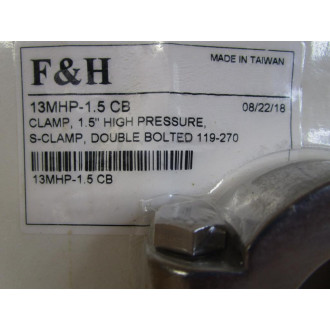 F&H
MADE IN TAIWAN
13MHP-1.5 CB
08/22/18
CLAMP, 1.5" HIGH PRESSURE,
S-CLAMP, DOUBLE BOLTED 119-270
13MHP-1.5 CB